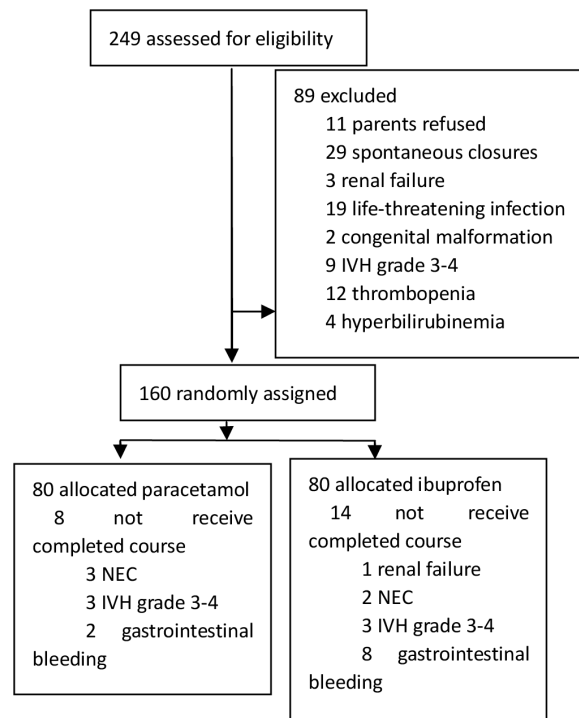 249 assessed for eligibility
89 excluded
11 parents refused
29 spontaneous closures
3 renal failure
19 life-threatening infection
2 congenital malformation
9 IVH grade 3-4
12 thrombopenia
4 hyperbilirubinemia
160 randomly assigned
80 allocated paracetamol
8 not receive
completed course
3 NEC
3 IVH grade 3-4
2 gastrointestinal
bleeding
80 allocated ibuprofen
14 not receive
completed course
1 renal failure
2 NEC
3 IVH grade 3-4
8 gastrointestinal
bleeding